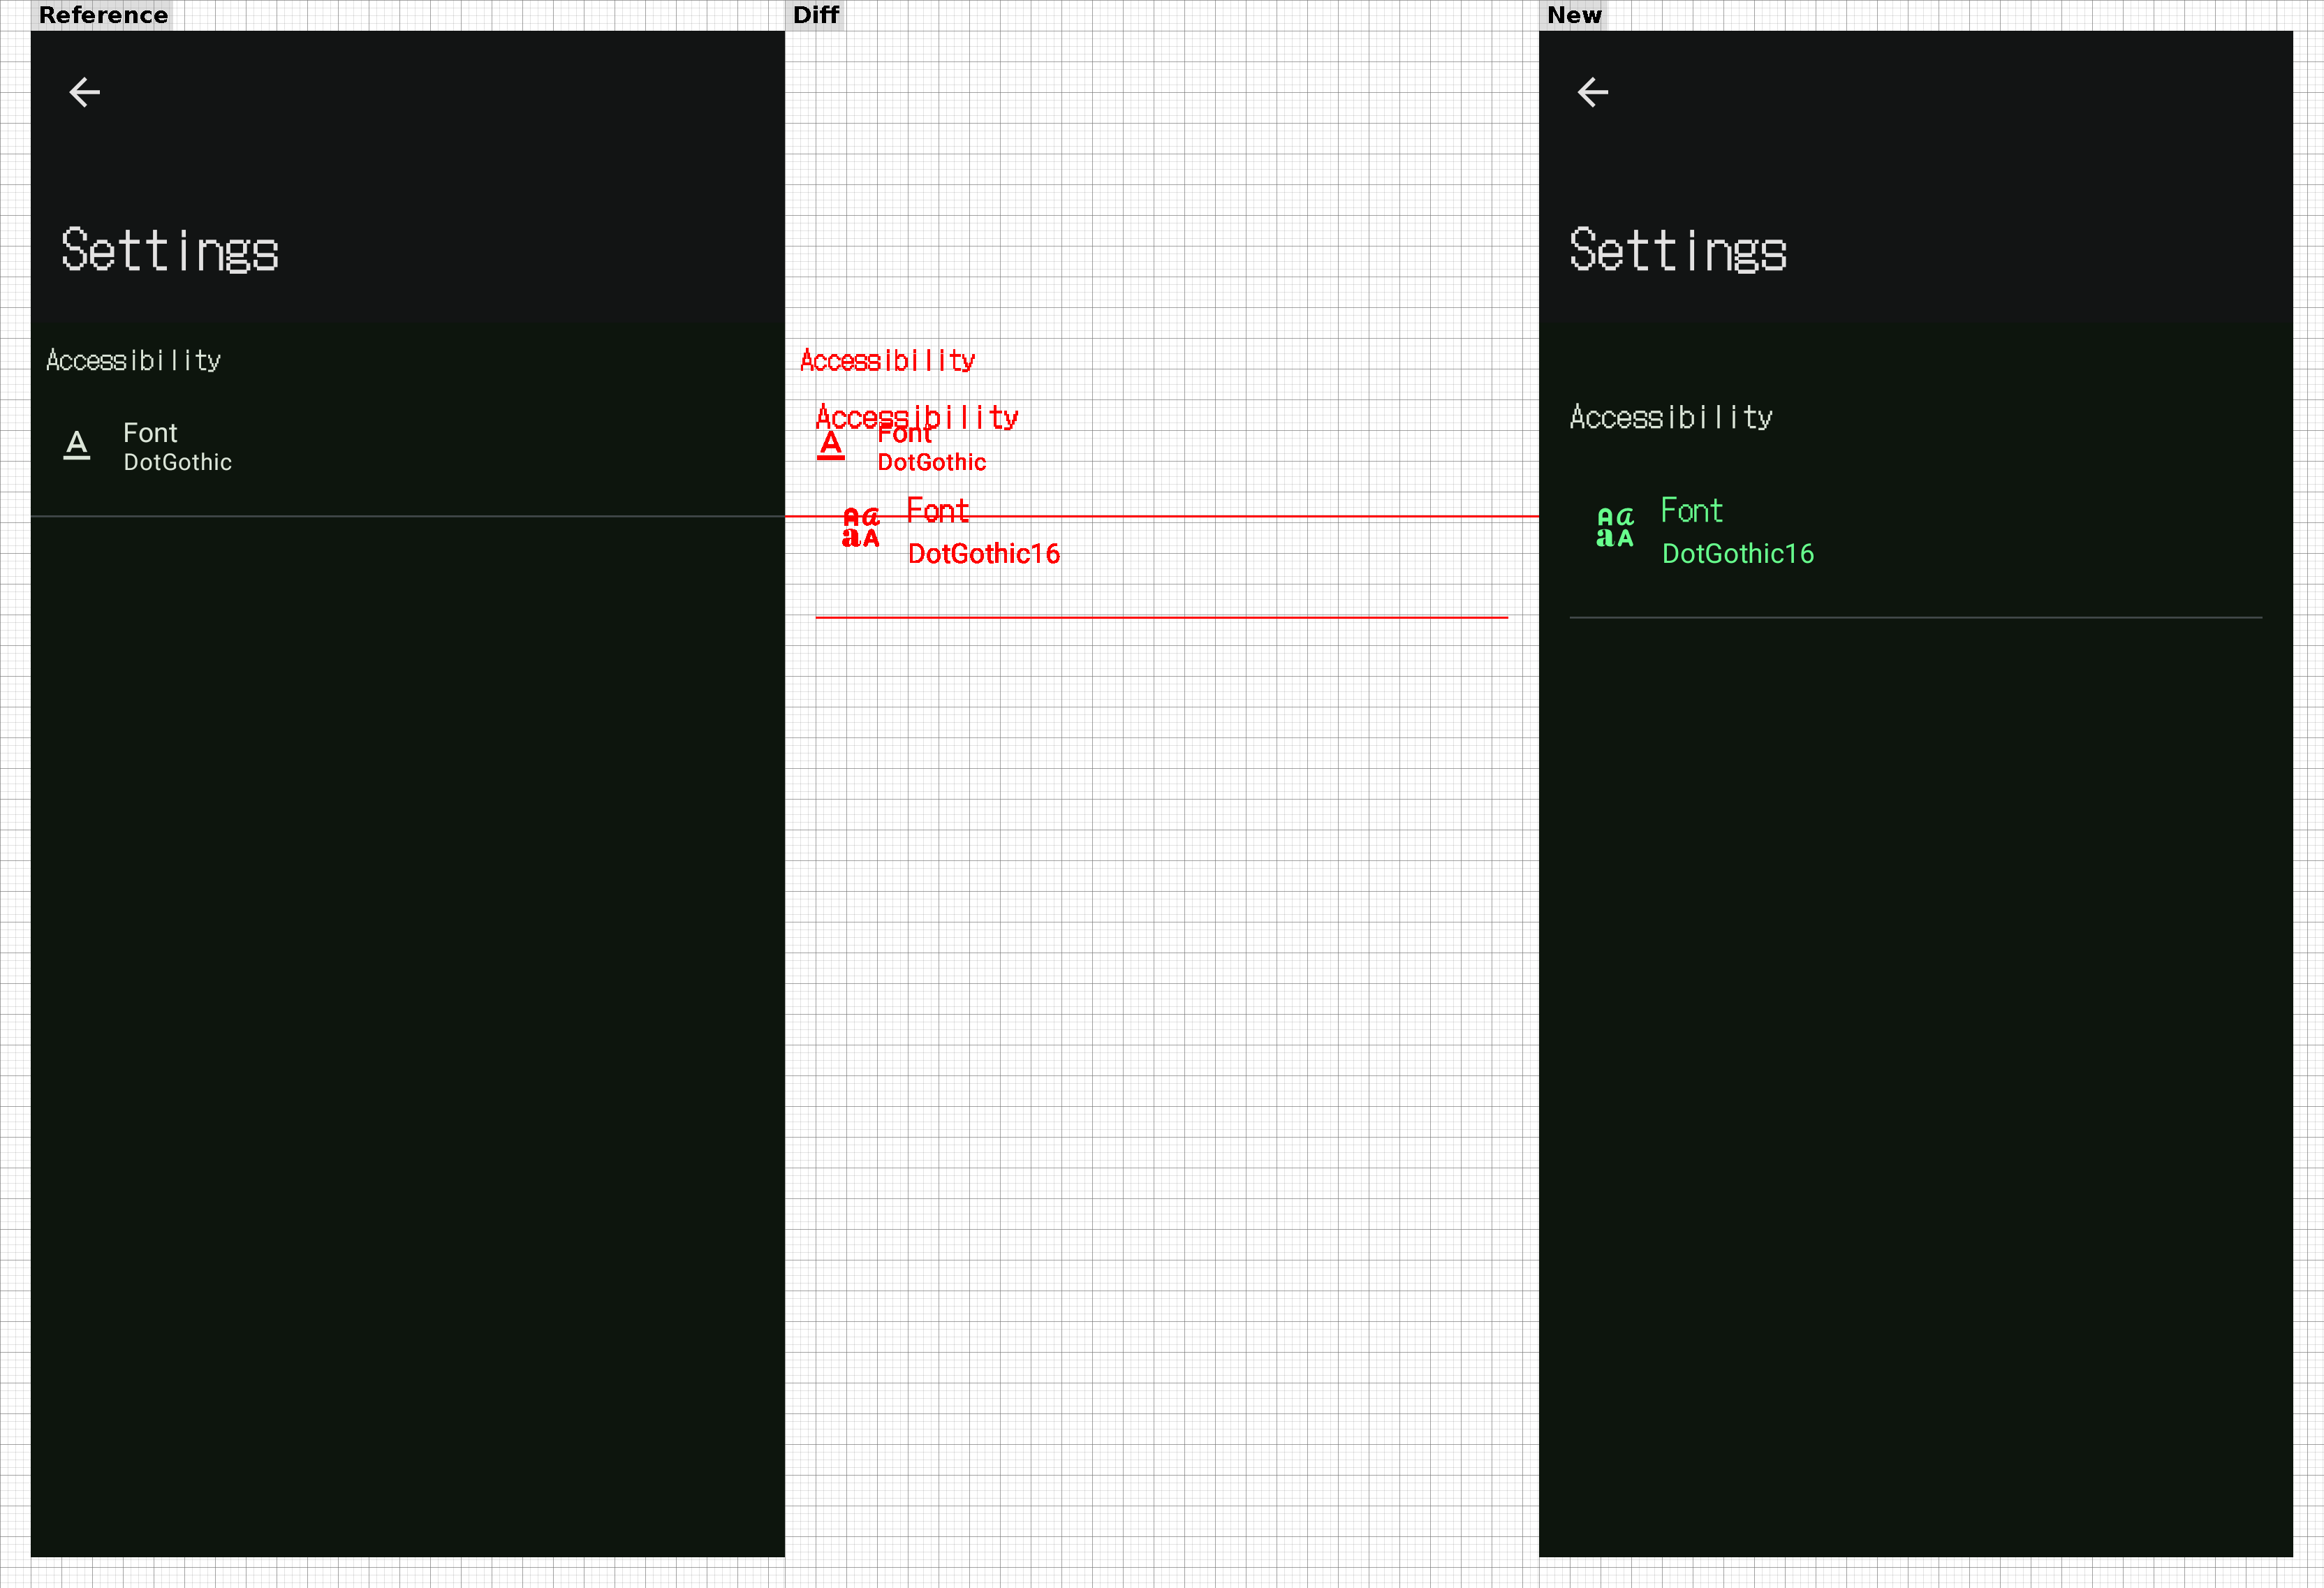 Reference
Settings
Accessibility
Font
DotGothic
Diff
Accessibility
Accessibility
Font
DotGothic
Font
DotGothic16
New
Settings
Accessibility
Font
DotGothic16